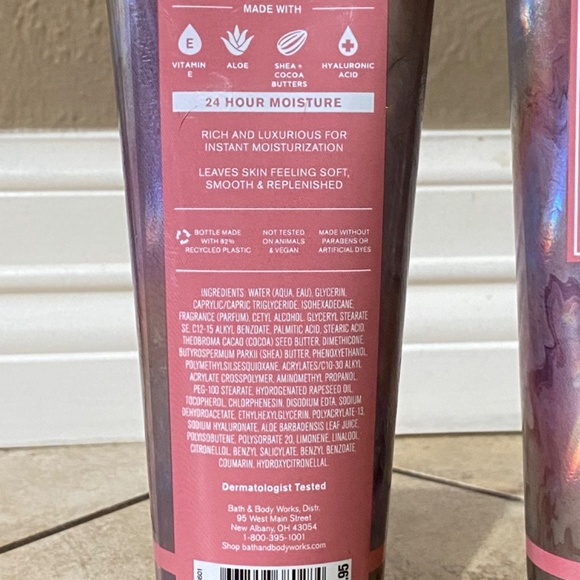 MADE WITH
VITAMIN E
ALOE
SHEA + COCOA BUTTERS
HYALURONIC ACID
E
24 HOUR MOISTURE
RICH AND LUXURIOUS FOR
INSTANT MOISTURIZATION
LEAVES SKIN FEELING SOFT,
SMOOTH & REPLENISHED
BOTTLE MADE
WITH 82%
RECYCLED PLASTIC
NOT TESTED
ON ANIMALS
& VEGAN
MADE WITHOUT
PARABENS OR
ARTIFICIAL DYES
INGREDIENTS: WATER (AQUA, EAU), GLYCERIN,
CAPRYLIC/CAPRIC TRIGLYCERIDE, ISOHEXADECANE,
FRAGRANCE (PARFUM), CETYL ALCOHOL, GLYCERYL STEARATE
SE, C12-15 ALKYL BENZOATE, PALMITIC ACID, STEARIC ACID,
THEOBROMA CACAO (COCOA) SEED BUTTER, DIMETHICONE,
BUTYROSPERMUM PARKII (SHEA) BUTTER, PHENOXYETHANOL,
POLYMETHYLSILSESQUIOXANE, ACRYLATES/C10-30 ALKYL
ACRYLATE CROSSPOLYMER, AMINOMETHYL PROPANOL,
PEG-100 STEARATE, HYDROGENATED RAPESEED OIL,
TOCOPHEROL, CHLORPHENESIN, DISODIUM EDTA, SODIUM
DEHYDROACETATE, ETHYLHEXYLGLYCERIN, POLYACRYLATE-13,
SODIUM HYALURONATE, ALOE BARBADENSIS LEAF JUICE,
POLYISOBUTENE, POLYSORBATE 20, LIMONENE, LINALOOL,
CITRONELLOL, BENZYL SALICYLATE, BENZYL BENZOATE,
COUMARIN, HYDROXYCITRONELLAL.
Dermatologist Tested
Bath & Body Works, Distr.
95 West Main Street
New Albany, OH 43054
1-800-395-1001
Shop bathandbodyworks.com
.95